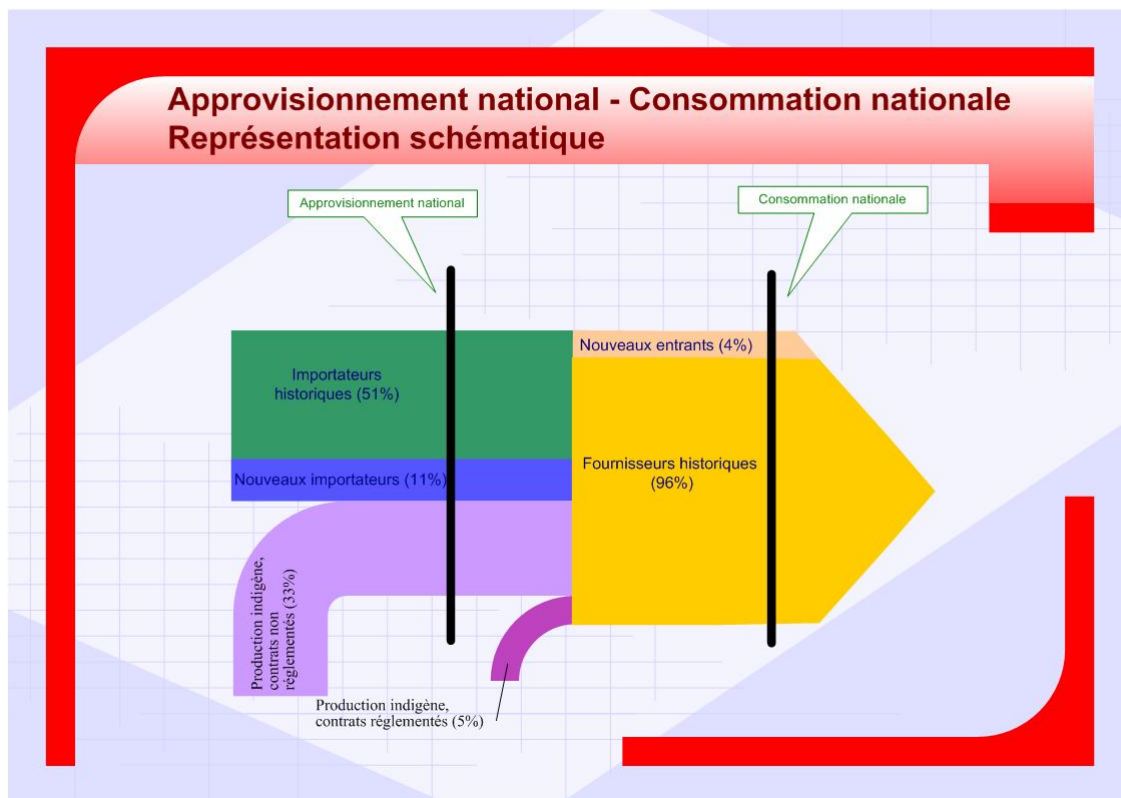 Approvisionnement national - Consommation nationale
Représentation schématique
Approvisionnement national
Consommation nationale
Importateurs
historiques (51%)
Nouveaux importateurs (11%)
Nouveaux entrants (4%)
Fournisseurs historiques
(96%)
Production indigène,
contrats non
réglementés (33%)
Production indigène,
contrats réglementés (5%)